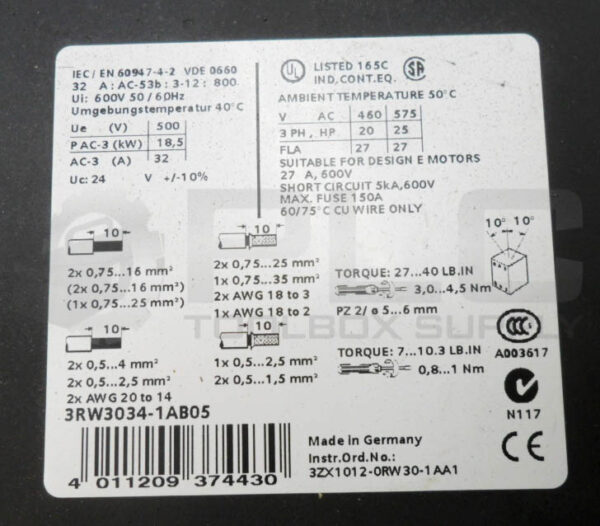 IEC / EN 60947-4-2 VDE 0660
32 A : AC-53b : 3-12 : 800
Ui: 600V 50 / 60Hz
Umgebungstemperatur 40°C
Ue (V) 500
P AC-3 (kW) 18,5
AC-3 (A) 32
Uc: 24 V +/-10%
UL LISTED 165C
IND.CONT.EQ.
SA
AMBIENT TEMPERATURE 50°C
V AC 460 575
3 PH, HP 20 25
FLA 27 27
SUITABLE FOR DESIGN E MOTORS
27 A, 600V
SHORT CIRCUIT 5kA,600V
MAX. FUSE 150A
60/75°C CU WIRE ONLY
10
2x 0,75...16 mm²
(2x 0,75...16 mm²)
(1x 0,75...25 mm²)
10
2x 0,75...25 mm²
1x 0,75...35 mm²
2x AWG 18 to 3
1x AWG 18 to 2
TORQUE: 27...40 LB.IN
3,0...4,5 Nm
PZ 2/ ø 5...6 mm
10° 10°
10
2x 0,5...4 mm²
2x 0,5...2,5 mm²
2x AWG 20 to 14
10
1x 0,5...2,5 mm²
2x 0,5...1,5 mm²
TORQUE: 7...10.3 LB.IN
0,8...1 Nm
CCC
A003617
N117
CE
3RW3034-1AB05
4 011209 374430
Made in Germany
Instr.Ord.No.:
3ZX1012-0RW30-1AA1
PLC
TOOLBOX SUPPLY